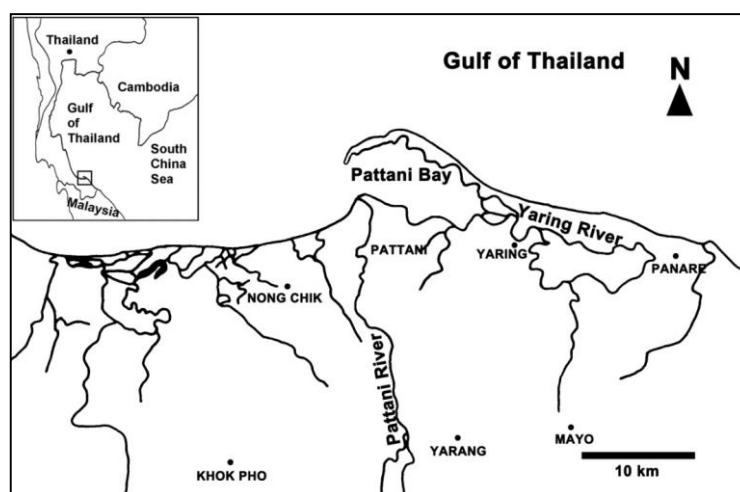 Thailand
Cambodia
Gulf
of
Thailand
South
China
Sea
Malaysia
Gulf of Thailand
N
Pattani Bay
Yaring River
PATTANI
YARING
PANARE
NONG CHIK
Pattani River
KHOK PHO
YARANG
MAYO
10 km